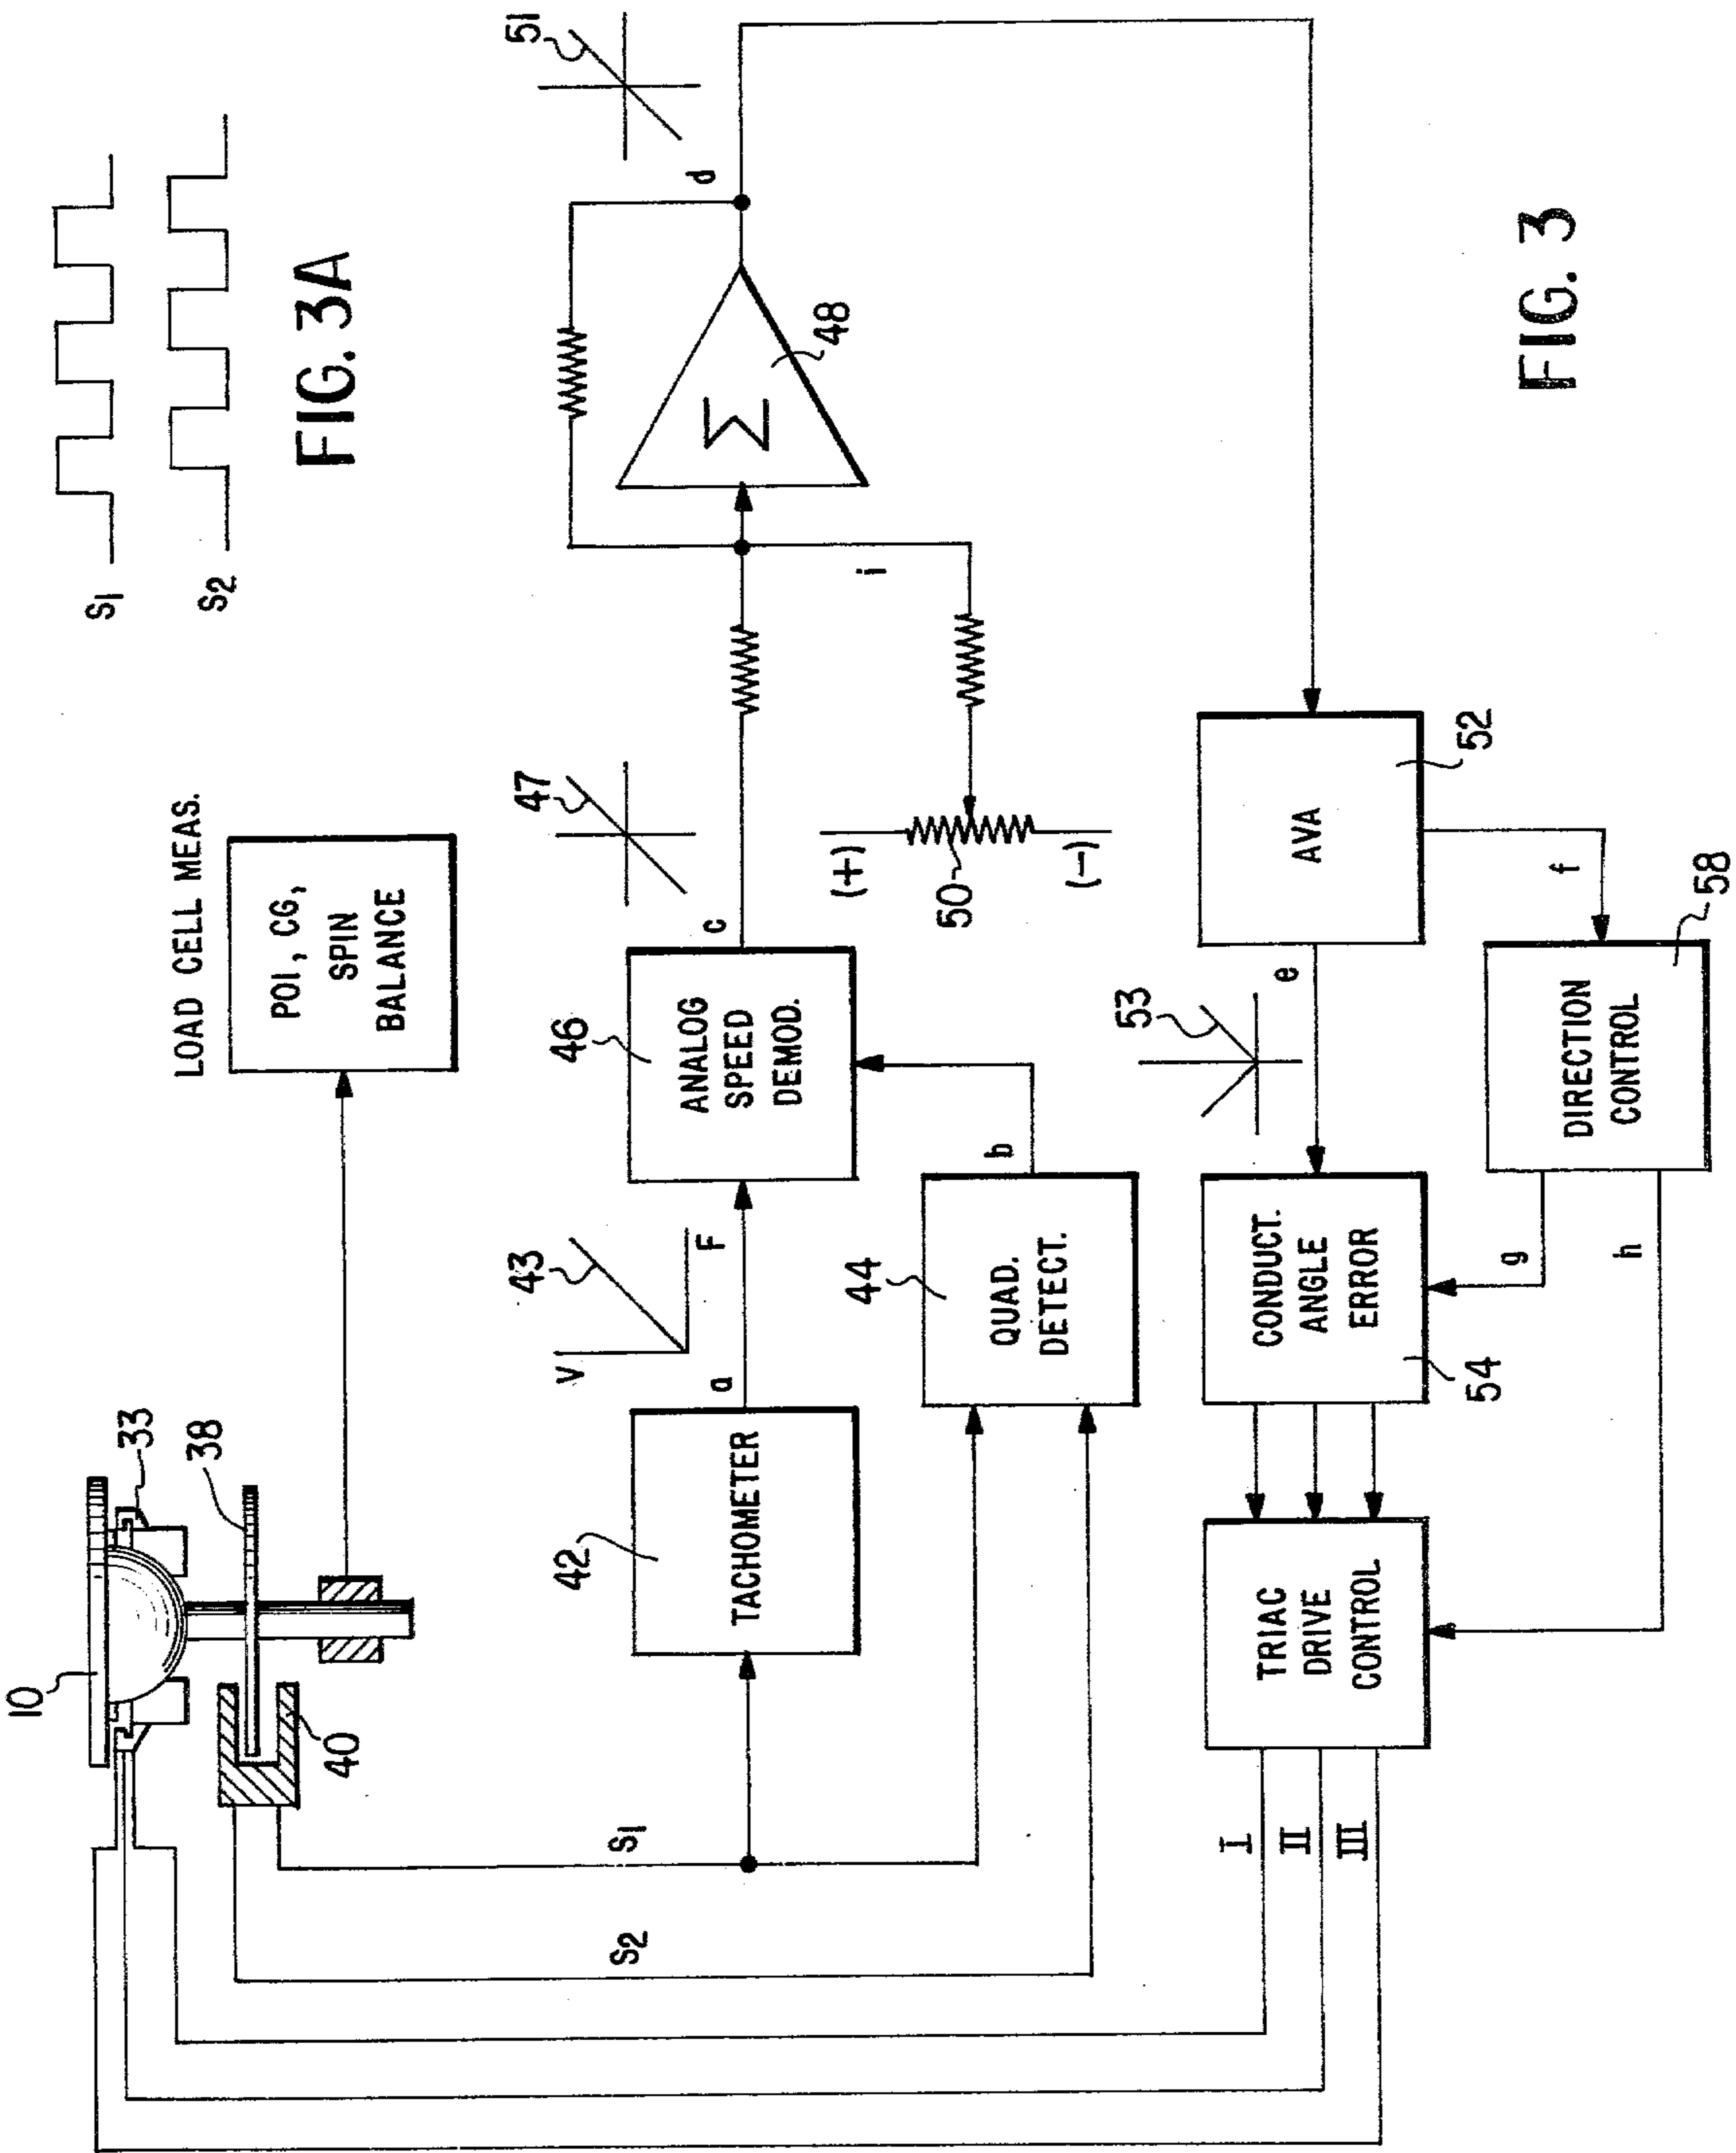 S1
S2
FIG. 3A
10
33
38
40
LOAD CELL MEAS.
POI, CG,
SPIN
BALANCE
S1
S2
42
TACHOMETER
a
V
F
43
44
QUAD.
DETECT.
b
46
ANALOG
SPEED
DEMOD.
c
47
(+)
50
(-)
i
Σ
48
d
51
52
AVA
e
f
53
54
CONDUCT.
ANGLE
ERROR
58
DIRECTION
CONTROL
g
h
TRIAC
DRIVE
CONTROL
I
II
III
FIG. 3